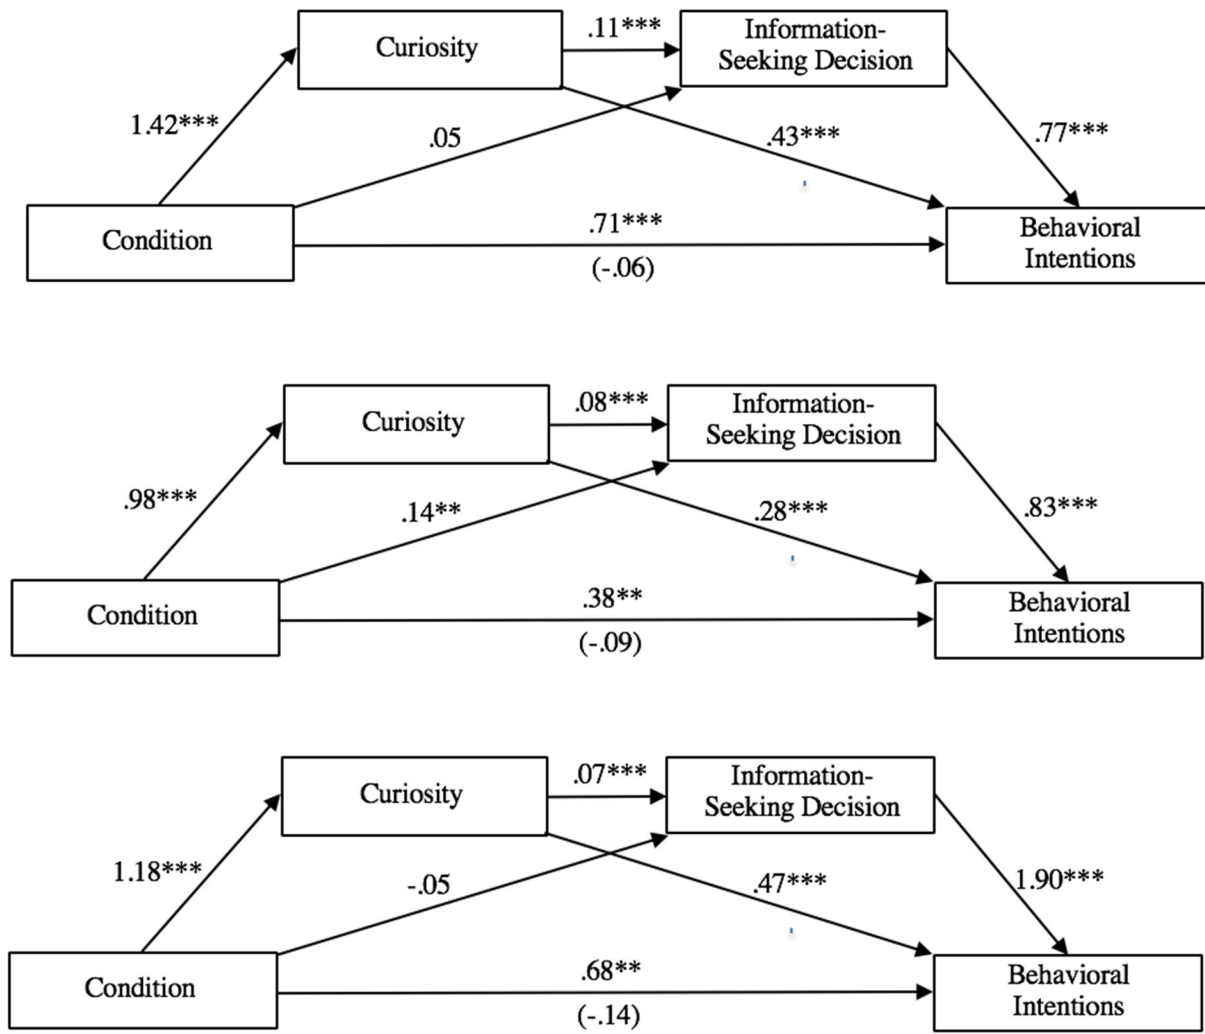 Curiosity
.11***
Information-
Seeking Decision
1.42***
.05
.43***
.77***
Condition
.71***
(-.06)
Behavioral
Intentions
Curiosity
.08***
Information-
Seeking Decision
.98***
.14**
.28***
.83***
Condition
.38**
(-.09)
Behavioral
Intentions
Curiosity
.07***
Information-
Seeking Decision
1.18***
-.05
.47***
1.90***
Condition
.68**
(-.14)
Behavioral
Intentions